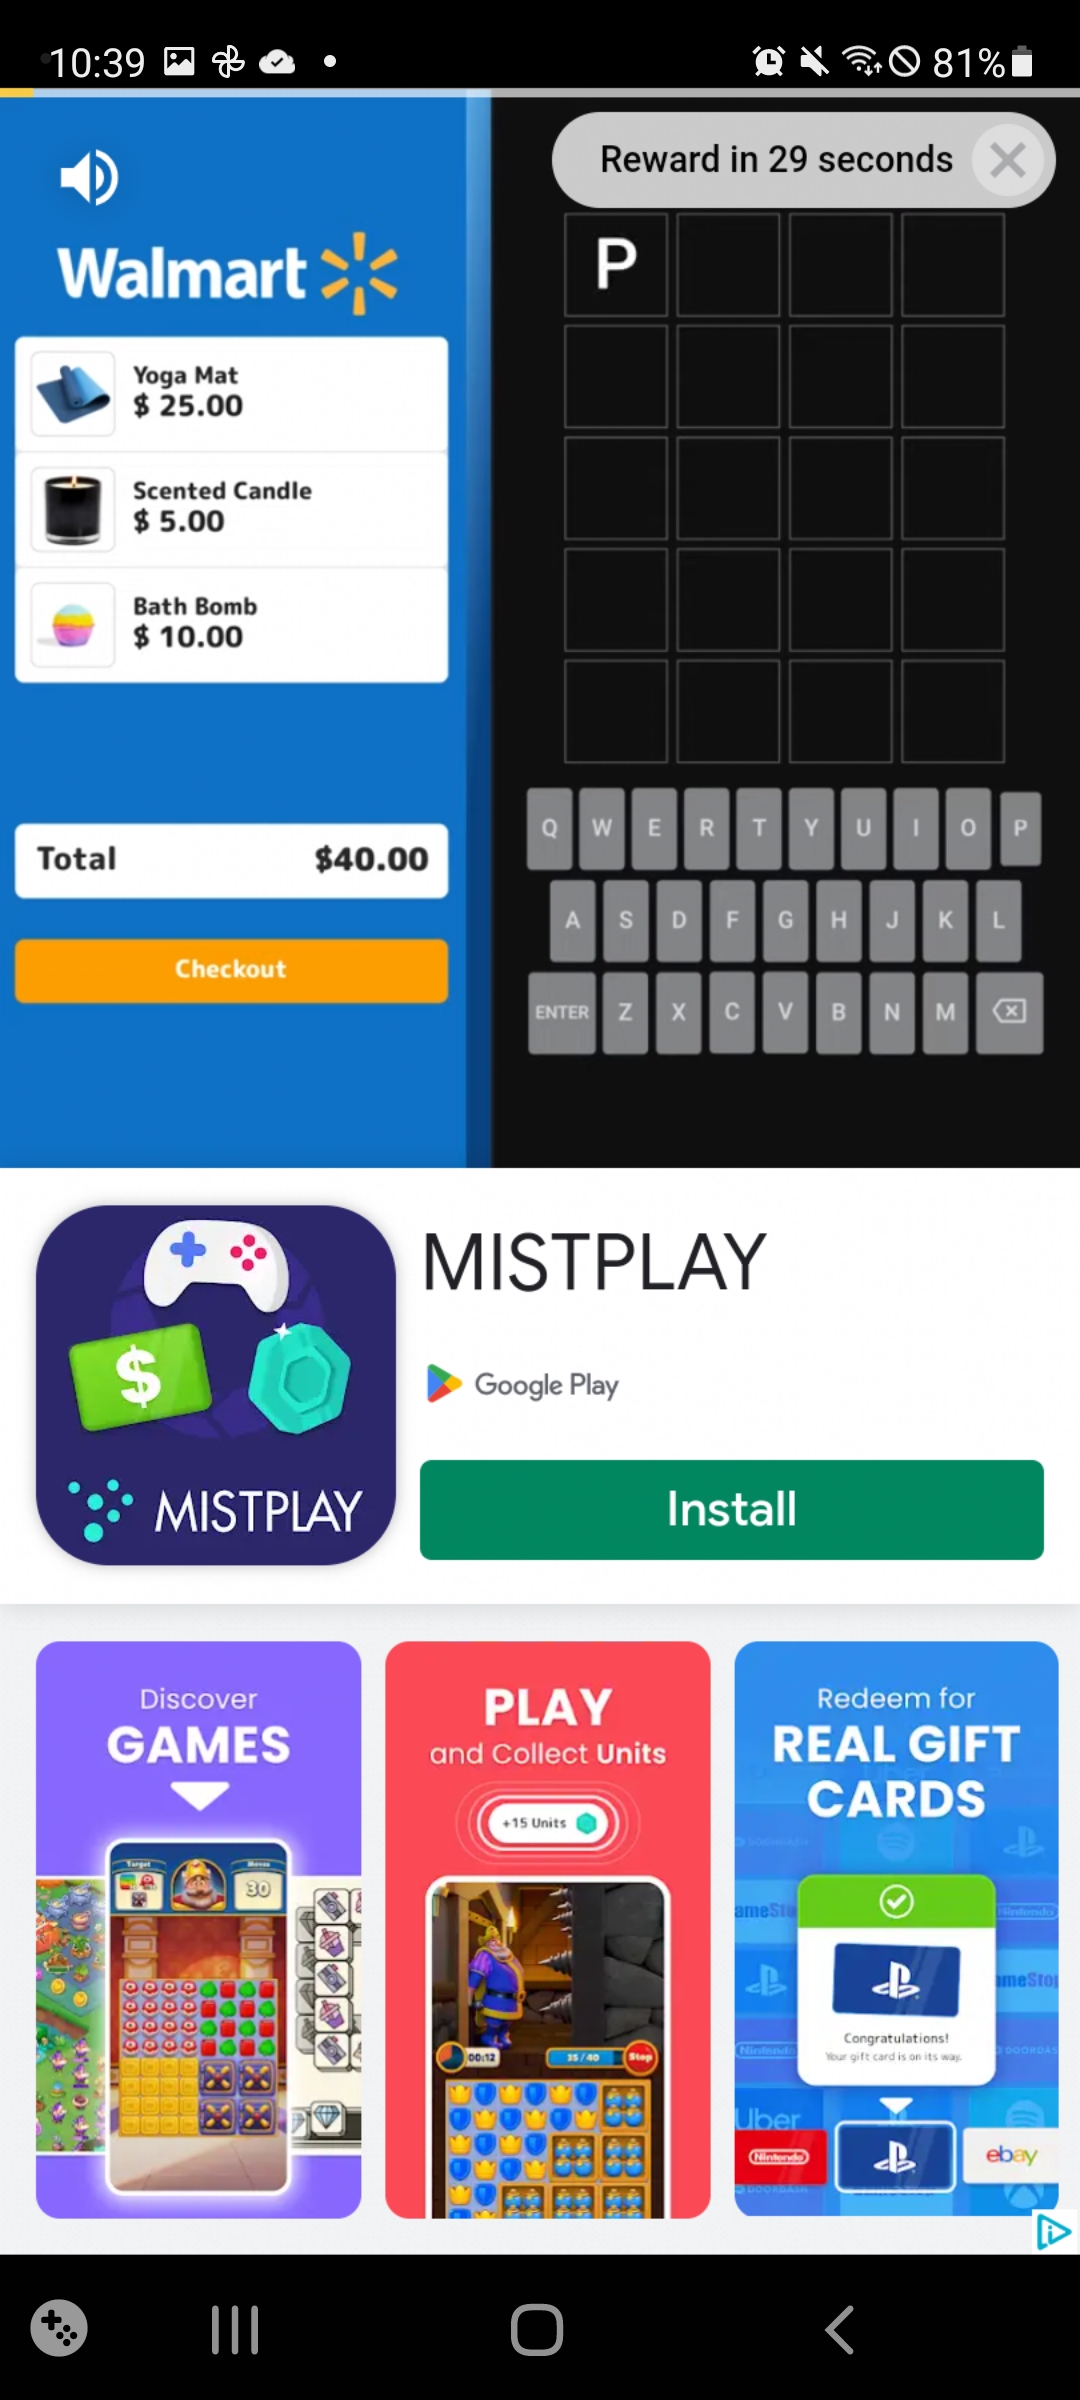 10:39
81%
Reward in 29 seconds
Walmart
Yoga Mat
$ 25.00
Scented Candle
$ 5.00
Bath Bomb
$ 10.00
Total $40.00
Checkout
P
Q W E R T Y U I O P
A S D F G H J K L
ENTER Z X C V B N M
MISTPLAY
Google Play
Install
$
MISTPLAY
Discover
GAMES
Target
Moves
30
PLAY
and Collect Units
+15 Units
00:12
35/40
Stop
Redeem for
REAL GIFT
CARDS
Congratulations!
Your gift card is on its way.
Nintendo
Uber
Nintendo
ebay